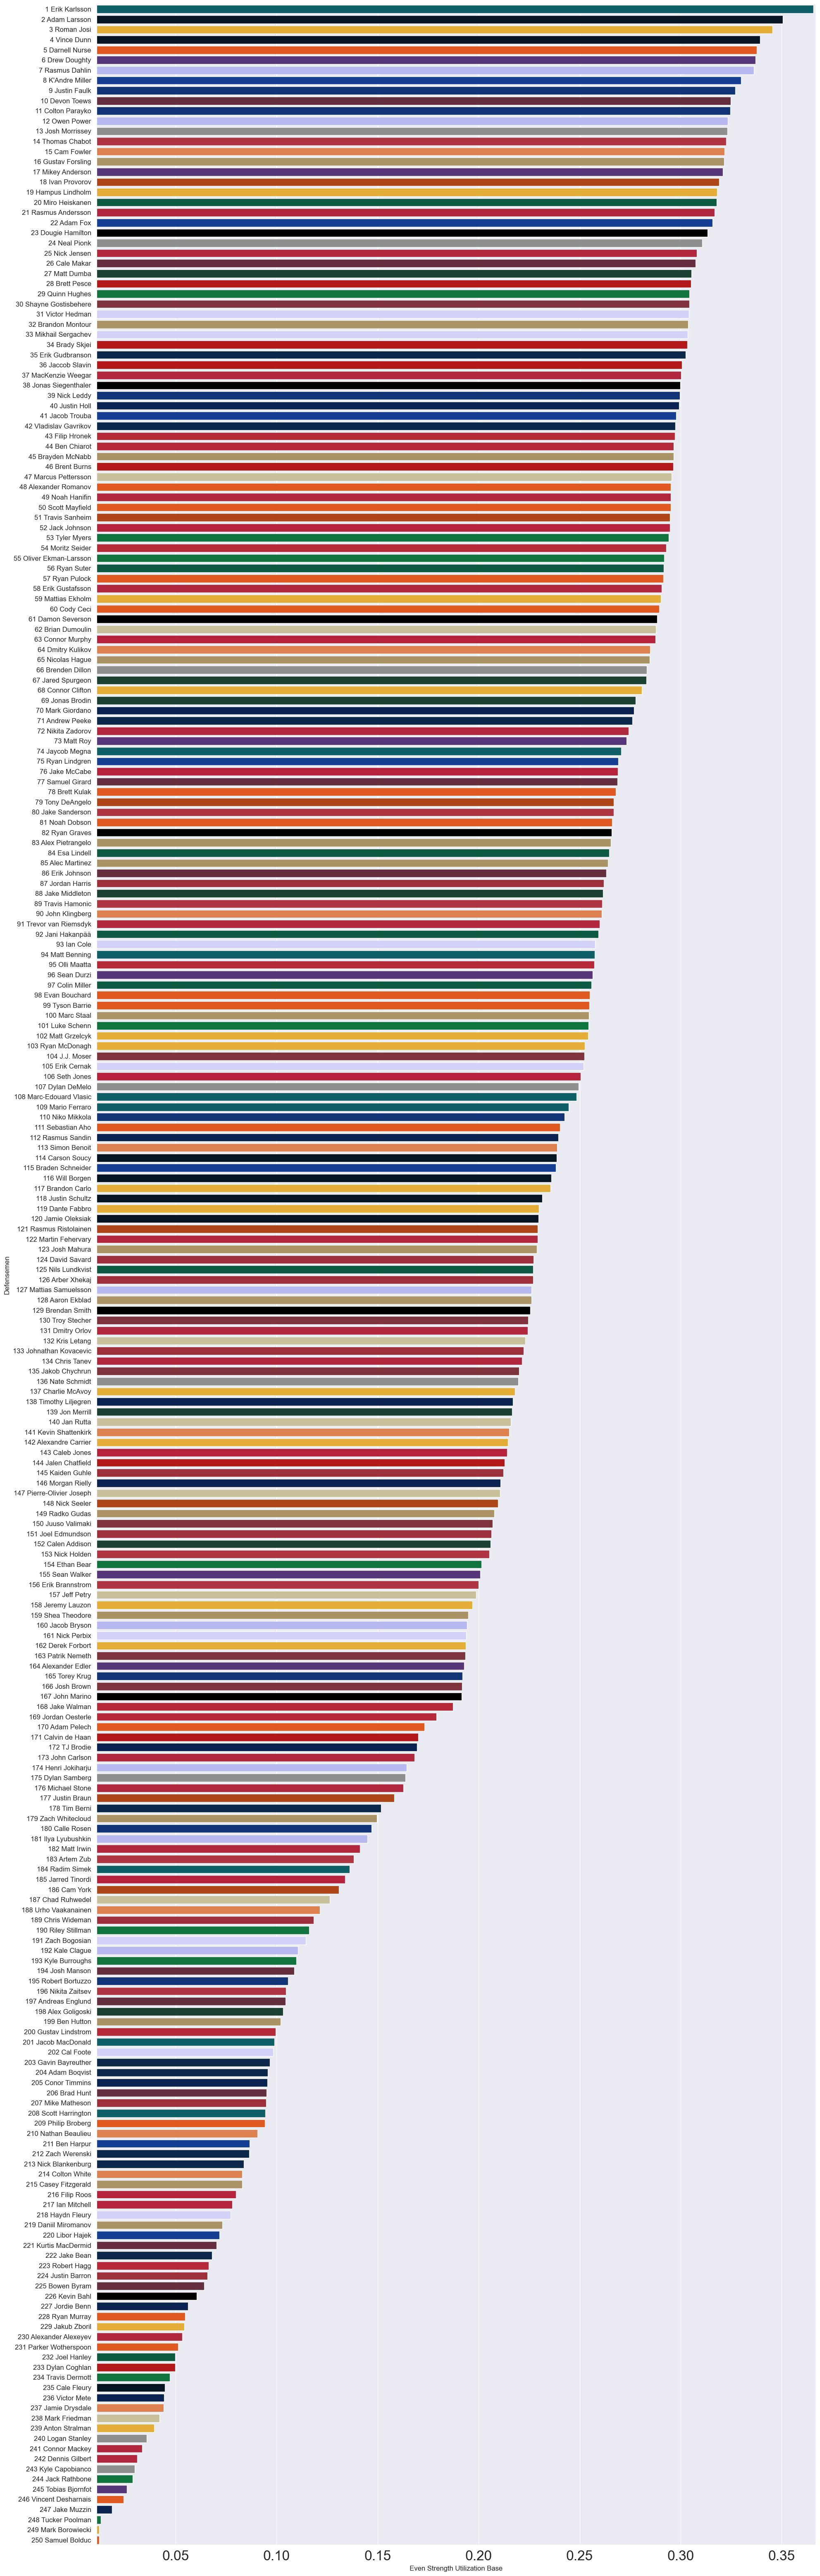 1 Erik Karlsson
2 Adam Larsson
3 Roman Josi
4 Vince Dunn
5 Darnell Nurse
6 Drew Doughty
7 Rasmus Dahlin
8 K'Andre Miller
9 Justin Faulk
10 Devon Toews
11 Colton Parayko
12 Owen Power
13 Josh Morrissey
14 Thomas Chabot
15 Cam Fowler
16 Gustav Forsling
17 Mikey Anderson
18 Ivan Provorov
19 Hampus Lindholm
20 Miro Heiskanen
21 Rasmus Andersson
22 Adam Fox
23 Dougie Hamilton
24 Neal Pionk
25 Nick Jensen
26 Cale Makar
27 Matt Dumba
28 Brett Pesce
29 Quinn Hughes
30 Shayne Gostisbehere
31 Victor Hedman
32 Brandon Montour
33 Mikhail Sergachev
34 Brady Skjei
35 Erik Gudbranson
36 Jaccob Slavin
37 MacKenzie Weegar
38 Jonas Siegenthaler
39 Nick Leddy
40 Justin Holl
41 Jacob Trouba
42 Vladislav Gavrikov
43 Filip Hronek
44 Ben Chiarot
45 Brayden McNabb
46 Brent Burns
47 Marcus Pettersson
48 Alexander Romanov
49 Noah Hanifin
50 Scott Mayfield
51 Travis Sanheim
52 Jack Johnson
53 Tyler Myers
54 Moritz Seider
55 Oliver Ekman-Larsson
56 Ryan Suter
57 Ryan Pulock
58 Erik Gustafsson
59 Mattias Ekholm
60 Cody Ceci
61 Damon Severson
62 Brian Dumoulin
63 Connor Murphy
64 Dmitry Kulikov
65 Nicolas Hague
66 Brenden Dillon
67 Jared Spurgeon
68 Connor Clifton
69 Jonas Brodin
70 Mark Giordano
71 Andrew Peeke
72 Nikita Zadorov
73 Matt Roy
74 Jaycob Megna
75 Ryan Lindgren
76 Jake McCabe
77 Samuel Girard
78 Brett Kulak
79 Tony DeAngelo
80 Jake Sanderson
81 Noah Dobson
82 Ryan Graves
83 Alex Pietrangelo
84 Esa Lindell
85 Alec Martinez
86 Erik Johnson
87 Jordan Harris
88 Jake Middleton
89 Travis Hamonic
90 John Klingberg
91 Trevor van Riemsdyk
92 Jani Hakanpää
93 Ian Cole
94 Matt Benning
95 Olli Maatta
96 Sean Durzi
97 Colin Miller
98 Evan Bouchard
99 Tyson Barrie
100 Marc Staal
101 Luke Schenn
102 Matt Grzelcyk
103 Ryan McDonagh
104 J.J. Moser
105 Erik Cernak
106 Seth Jones
107 Dylan DeMelo
108 Marc-Edouard Vlasic
109 Mario Ferraro
110 Niko Mikkola
111 Sebastian Aho
112 Rasmus Sandin
113 Simon Benoit
114 Carson Soucy
115 Braden Schneider
116 Will Borgen
117 Brandon Carlo
118 Justin Schultz
119 Dante Fabbro
120 Jamie Oleksiak
121 Rasmus Ristolainen
122 Martin Fehervary
123 Josh Mahura
124 David Savard
125 Nils Lundkvist
126 Arber Xhekaj
127 Mattias Samuelsson
128 Aaron Ekblad
129 Brendan Smith
130 Troy Stecher
131 Dmitry Orlov
132 Kris Letang
133 Johnathan Kovacevic
134 Chris Tanev
135 Jakob Chychrun
136 Nate Schmidt
137 Charlie McAvoy
138 Timothy Liljegren
139 Jon Merrill
140 Jan Rutta
141 Kevin Shattenkirk
142 Alexandre Carrier
143 Caleb Jones
144 Jalen Chatfield
145 Kaiden Guhle
146 Morgan Rielly
147 Pierre-Olivier Joseph
148 Nick Seeler
149 Radko Gudas
150 Juuso Valimaki
151 Joel Edmundson
152 Calen Addison
153 Nick Holden
154 Ethan Bear
155 Sean Walker
156 Erik Brannstrom
157 Jeff Petry
158 Jeremy Lauzon
159 Shea Theodore
160 Jacob Bryson
161 Nick Perbix
162 Derek Forbort
163 Patrik Nemeth
164 Alexander Edler
165 Torey Krug
166 Josh Brown
167 John Marino
168 Jake Walman
169 Jordan Oesterle
170 Adam Pelech
171 Calvin de Haan
172 TJ Brodie
173 John Carlson
174 Henri Jokiharju
175 Dylan Samberg
176 Michael Stone
177 Justin Braun
178 Tim Berni
179 Zach Whitecloud
180 Calle Rosen
181 Ilya Lyubushkin
182 Matt Irwin
183 Artem Zub
184 Radim Simek
185 Jarred Tinordi
186 Cam York
187 Chad Ruhwedel
188 Urho Vaakanainen
189 Chris Wideman
190 Riley Stillman
191 Zach Bogosian
192 Kale Clague
193 Kyle Burroughs
194 Josh Manson
195 Robert Bortuzzo
196 Nikita Zaitsev
197 Andreas Englund
198 Alex Goligoski
199 Ben Hutton
200 Gustav Lindstrom
201 Jacob MacDonald
202 Cal Foote
203 Gavin Bayreuther
204 Adam Boqvist
205 Conor Timmins
206 Brad Hunt
207 Mike Matheson
208 Scott Harrington
209 Philip Broberg
210 Nathan Beaulieu
211 Ben Harpur
212 Zach Werenski
213 Nick Blankenburg
214 Colton White
215 Casey Fitzgerald
216 Filip Roos
217 Ian Mitchell
218 Haydn Fleury
219 Daniil Miromanov
220 Libor Hajek
221 Kurtis MacDermid
222 Jake Bean
223 Robert Hagg
224 Justin Barron
225 Bowen Byram
226 Kevin Bahl
227 Jordie Benn
228 Ryan Murray
229 Jakub Zboril
230 Alexander Alexeyev
231 Parker Wotherspoon
232 Joel Hanley
233 Dylan Coghlan
234 Travis Dermott
235 Cale Fleury
236 Victor Mete
237 Jamie Drysdale
238 Mark Friedman
239 Anton Stralman
240 Logan Stanley
241 Connor Mackey
242 Dennis Gilbert
243 Kyle Capobianco
244 Jack Rathbone
245 Tobias Bjornfot
246 Vincent Desharnais
247 Jake Muzzin
248 Tucker Poolman
249 Mark Borowiecki
250 Samuel Bolduc
Defensemen
0.05 0.10 0.15 0.20 0.25 0.30 0.35
Even Strength Utilization Base